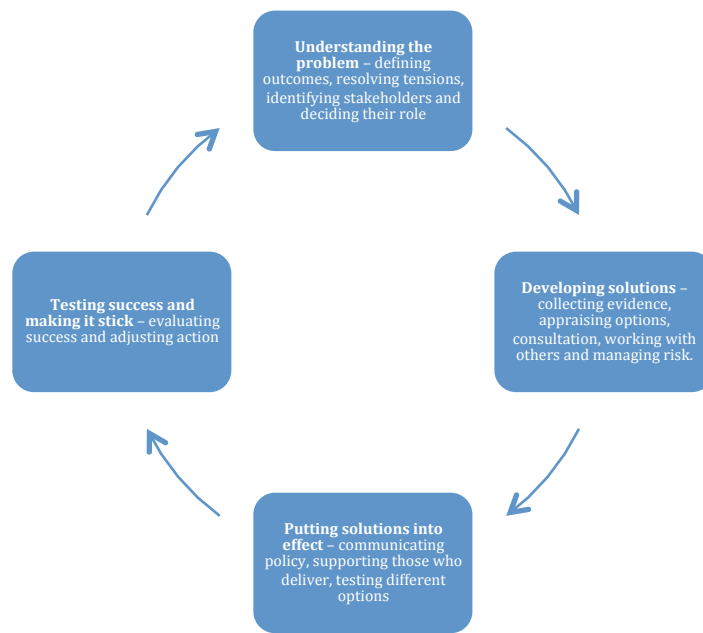 Understanding the
problem – defining
outcomes, resolving tensions,
identifying stakeholders and
deciding their role
Developing solutions –
collecting evidence,
appraising options,
consultation, working with
others and managing risk.
Putting solutions into
effect – communicating
policy, supporting those who
deliver, testing different
options
Testing success and
making it stick – evaluating
success and adjusting action